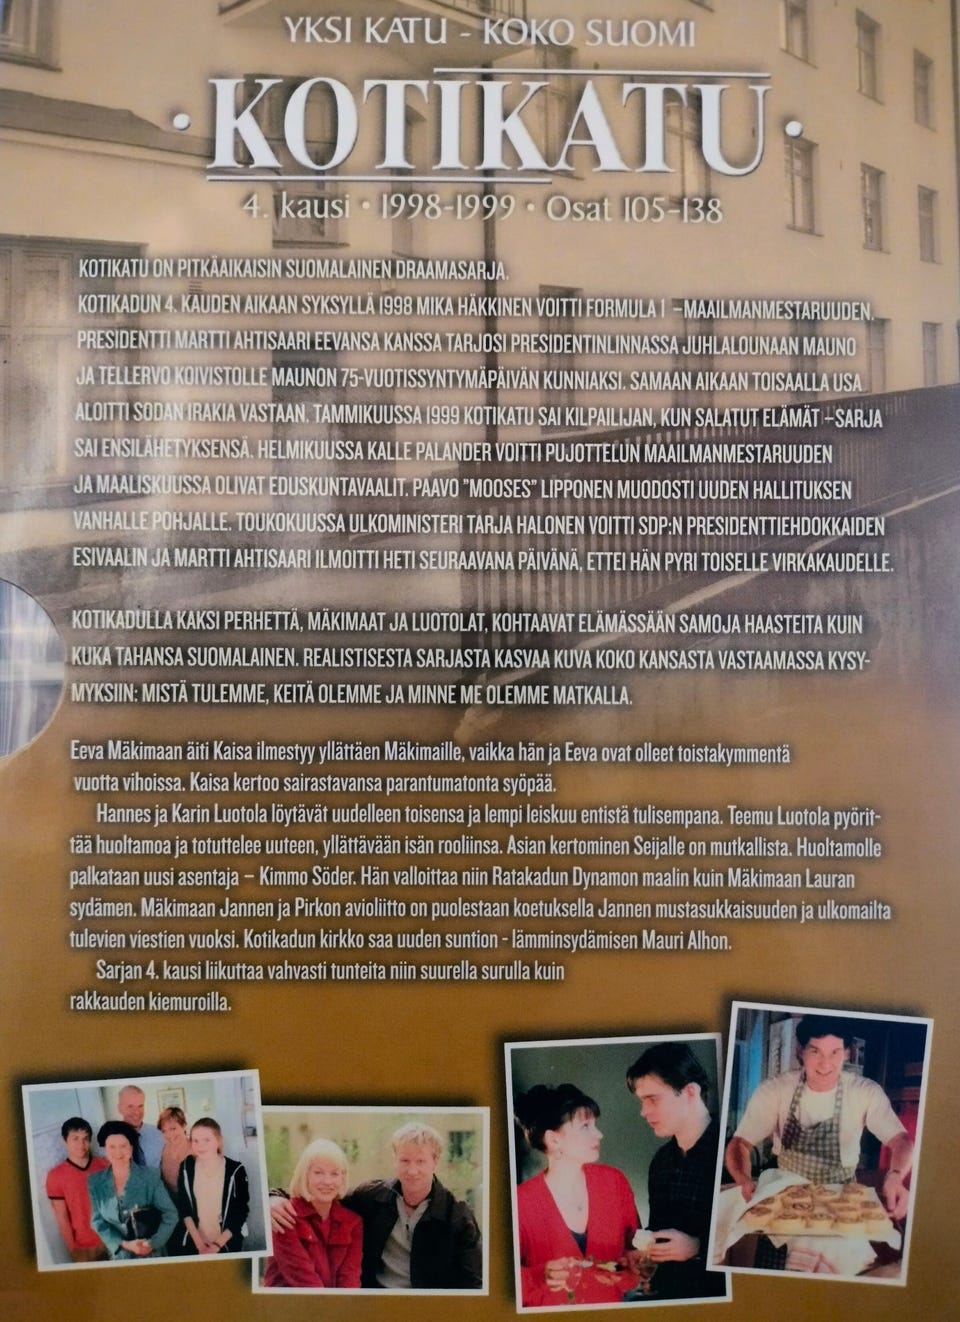 YKSI KATU - KOKO SUOMI
• KOTIKATU •
4. kausi • 1998-1999 • Osat 105-138
KOTIKATU ON PITKÄAIKAISIN SUOMALAINEN DRAAMASARJA.
KOTIKADUN 4. KAUDEN AIKAAN SYKSYLLÄ 1998 MIKA HÄKKINEN VOITTI FORMULA 1 –MAAILMANMESTARUUDEN.
PRESIDENTTI MARTTI AHTISAARI EEVANSA KANSSA TARJOSI PRESIDENTINLINNASSA JUHLALOUNAAN MAUNO
JA TELLERVO KOIVISTOLLE MAUNON 75-VUOTISSYNTYMÄPÄIVÄN KUNNIAKSI. SAMAAN AIKAAN TOISAALLA USA
ALOITTI SODAN IRAKIA VASTAAN. TAMMIKUUSSA 1999 KOTIKATU SAI KILPAILIJAN, KUN SALATUT ELÄMÄT –SARJA
SAI ENSILÄHETYKSENSÄ. HELMIKUUSSA KALLE PALANDER VOITTI PUJOTTELUN MAAILMANMESTARUUDEN
JA MAALISKUUSSA OLIVAT EDUSKUNTAVAALIT. PAAVO ”MOOSES” LIPPONEN MUODOSTI UUDEN HALLITUKSEN
VANHALLE POHJALLE. TOUKOKUUSSA ULKOMINISTERI TARJA HALONEN VOITTI SDP:N PRESIDENTTIEHDOKKAIDEN
ESIVAALIN JA MARTTI AHTISAARI ILMOITTI HETI SEURAAVANA PÄIVÄNÄ, ETTEI HÄN PYRI TOISELLE VIRKAKAUDELLE.
KOTIKADULLA KAKSI PERHETTÄ, MÄKIMAAT JA LUOTOLAT, KOHTAAVAT ELÄMÄSSÄÄN SAMOJA HAASTEITA KUIN
KUKA TAHANSA SUOMALAINEN. REALISTISESTA SARJASTA KASVAA KUVA KOKO KANSASTA VASTAAMASSA KYSY-
MYKSIIN: MISTÄ TULEMME, KEITÄ OLEMME JA MINNE ME OLEMME MATKALLA.
Eeva Mäkimaan äiti Kaisa ilmestyy yllättäen Mäkimaille, vaikka hän ja Eeva ovat olleet toistakymmentä
vuotta vihoissa. Kaisa kertoo sairastavansa parantumatonta syöpää.
Hannes ja Karin Luotola löytävät uudelleen toisensa ja lempi leiskuu entistä tulisempana. Teemu Luotola pyörit-
tää huoltamoa ja totuttelee uuteen, yllättävään isän rooliinsa. Asian kertominen Seijalle on mutkallista. Huoltamolle
palkataan uusi asentaja – Kimmo Söder. Hän valloittaa niin Ratakadun Dynamon maalin kuin Mäkimaan Lauran
sydämen. Mäkimaan Jannen ja Pirkon avioliitto on puolestaan koetuksella Jannen mustasukkaisuuden ja ulkomailta
tulevien viestien vuoksi. Kotikadun kirkko saa uuden suntion - lämminsydämisen Mauri Alhon.
Sarjan 4. kausi liikuttaa vahvasti tunteita niin suurella surulla kuin
rakkauden kiemuroilla.